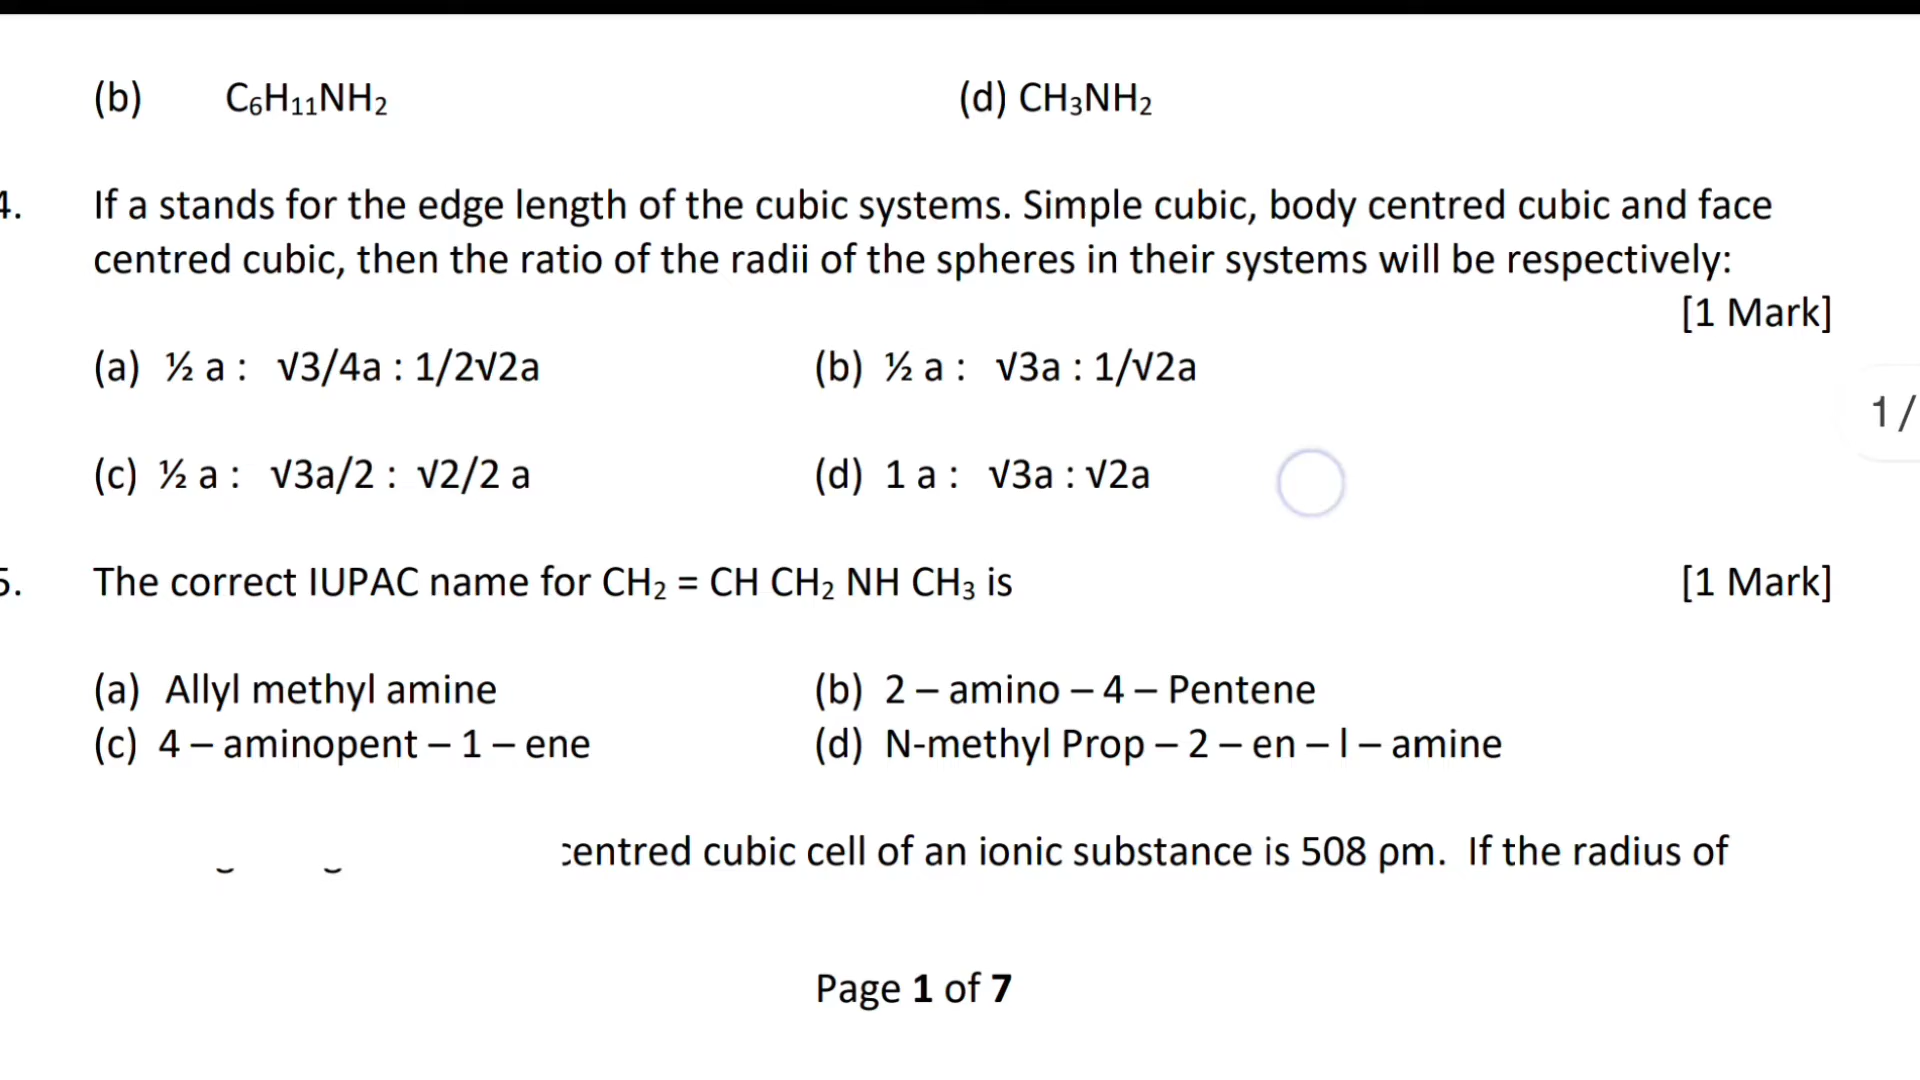 (b) C₆H₁₁NH₂ (d) CH₃NH₂
4. If a stands for the edge length of the cubic systems. Simple cubic, body centred cubic and face
centred cubic, then the ratio of the radii of the spheres in their systems will be respectively:
[1 Mark]
(a) ½ a : √3/4a : 1/2√2a (b) ½ a : √3a : 1/√2a
1/
(c) ½ a : √3a/2 : √2/2 a (d) 1 a : √3a : √2a
5. The correct IUPAC name for CH₂ = CH CH₂ NH CH₃ is [1 Mark]
(a) Allyl methyl amine (b) 2 – amino – 4 – Pentene
(c) 4 – aminopent – 1 – ene (d) N-methyl Prop – 2 – en – l – amine
centred cubic cell of an ionic substance is 508 ρm. If the radius of
Page 1 of 7